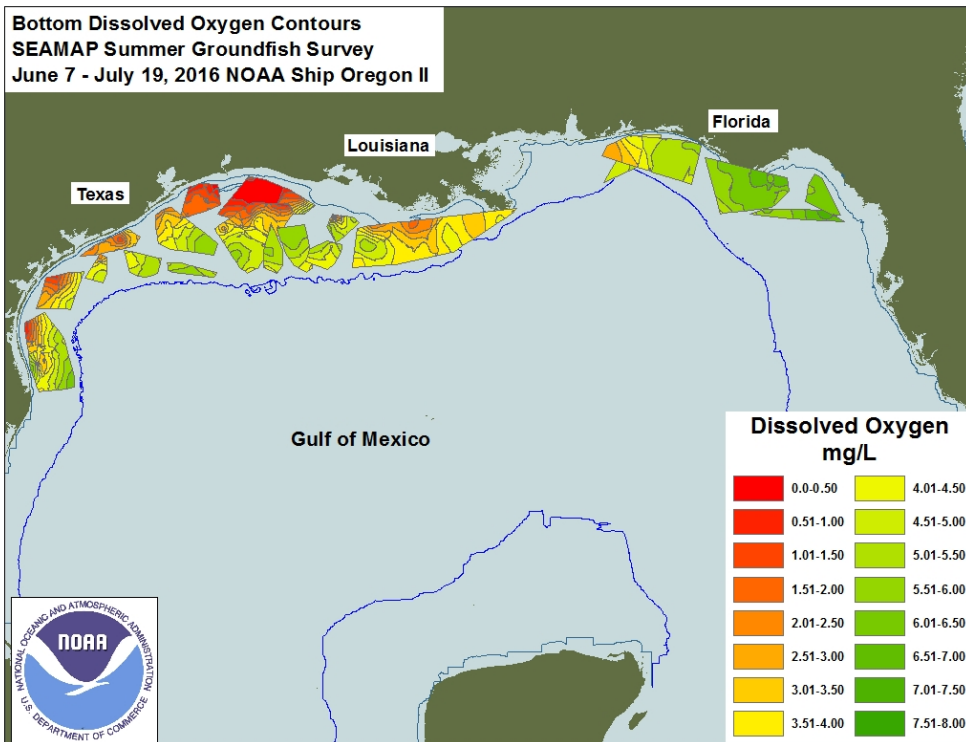 Bottom Dissolved Oxygen Contours
SEAMAP Summer Groundfish Survey
June 7 - July 19, 2016 NOAA Ship Oregon II
Florida
Louisiana
Texas
Gulf of Mexico
Dissolved Oxygen
mg/L
0.0-0.50
0.51-1.00
1.01-1.50
1.51-2.00
2.01-2.50
2.51-3.00
3.01-3.50
3.51-4.00
4.01-4.50
4.51-5.00
5.01-5.50
5.51-6.00
6.01-6.50
6.51-7.00
7.01-7.50
7.51-8.00
NATIONAL OCEANIC AND ATMOSPHERIC ADMINISTRATION
NOAA
U.S. DEPARTMENT OF COMMERCE